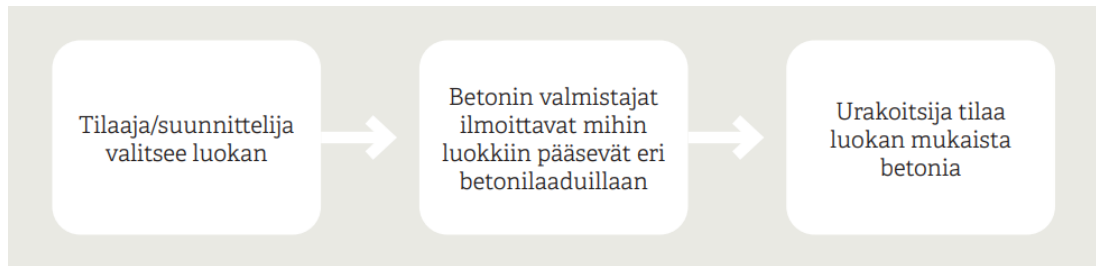 Tilaaja/suunnittelija
valitsee luokan
Betonin valmistajat
ilmoittavat mihin
luokkiin pääsevät eri
betonilaaduillaan
Urakoitsija tilaa
luokan mukaista
betonia